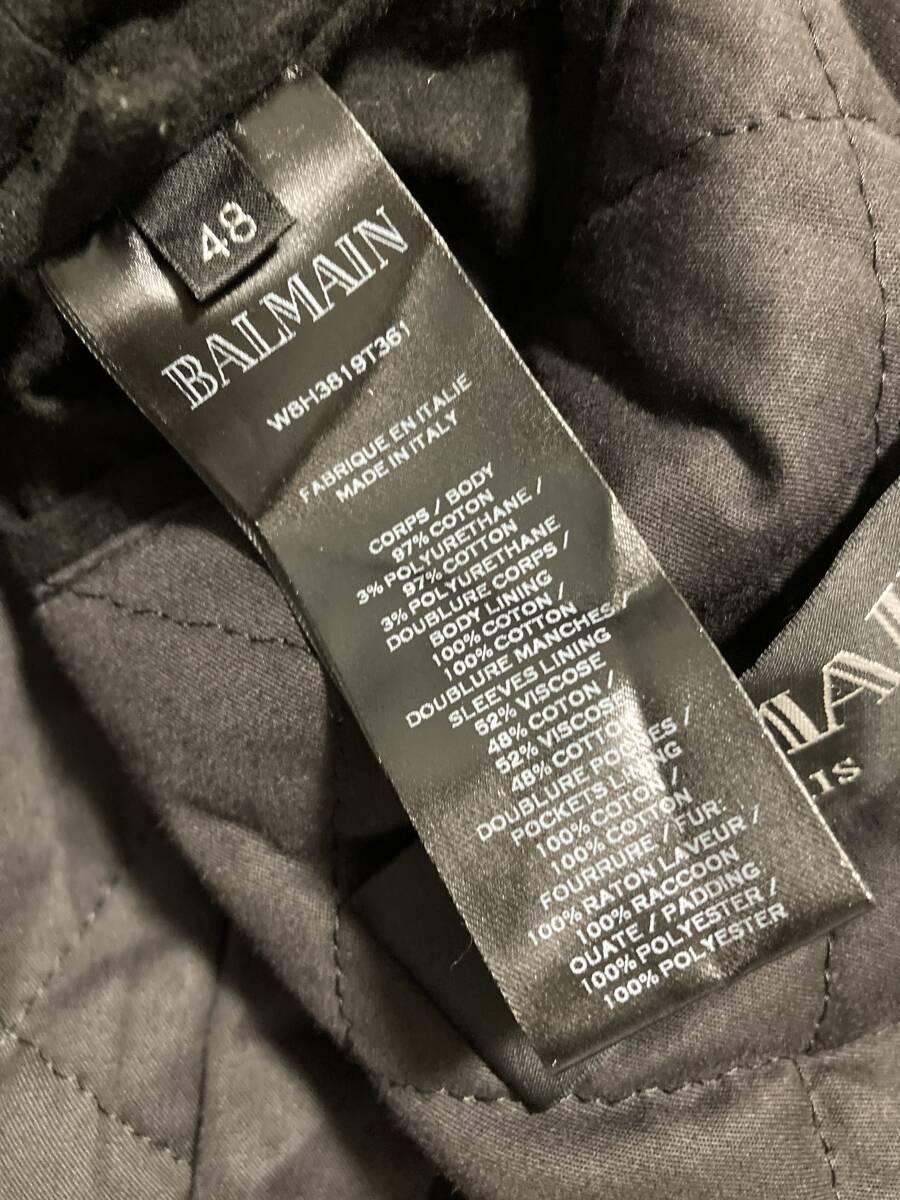 48
BALMAIN
W8H3819T361
FABRIQUE EN ITALIE
MADE IN ITALY
CORPS / BODY
97% COTON
3% POLYURETHANE /
97% COTTON
3% POLYURETHANE
DOUBLURE CORPS /
BODY LINING
100% COTON /
100% COTTON
DOUBLURE MANCHES /
SLEEVES LINING
52% VISCOSE
48% COTON /
52% VISCOSE
48% COTTON
DOUBLURE POCHES /
POCKETS LINING
100% COTON /
100% COTTON
FOURRURE / FUR:
100% RATON LAVEUR /
100% RACCOON
OUATE / PADDING
100% POLYESTER /
100% POLYESTER